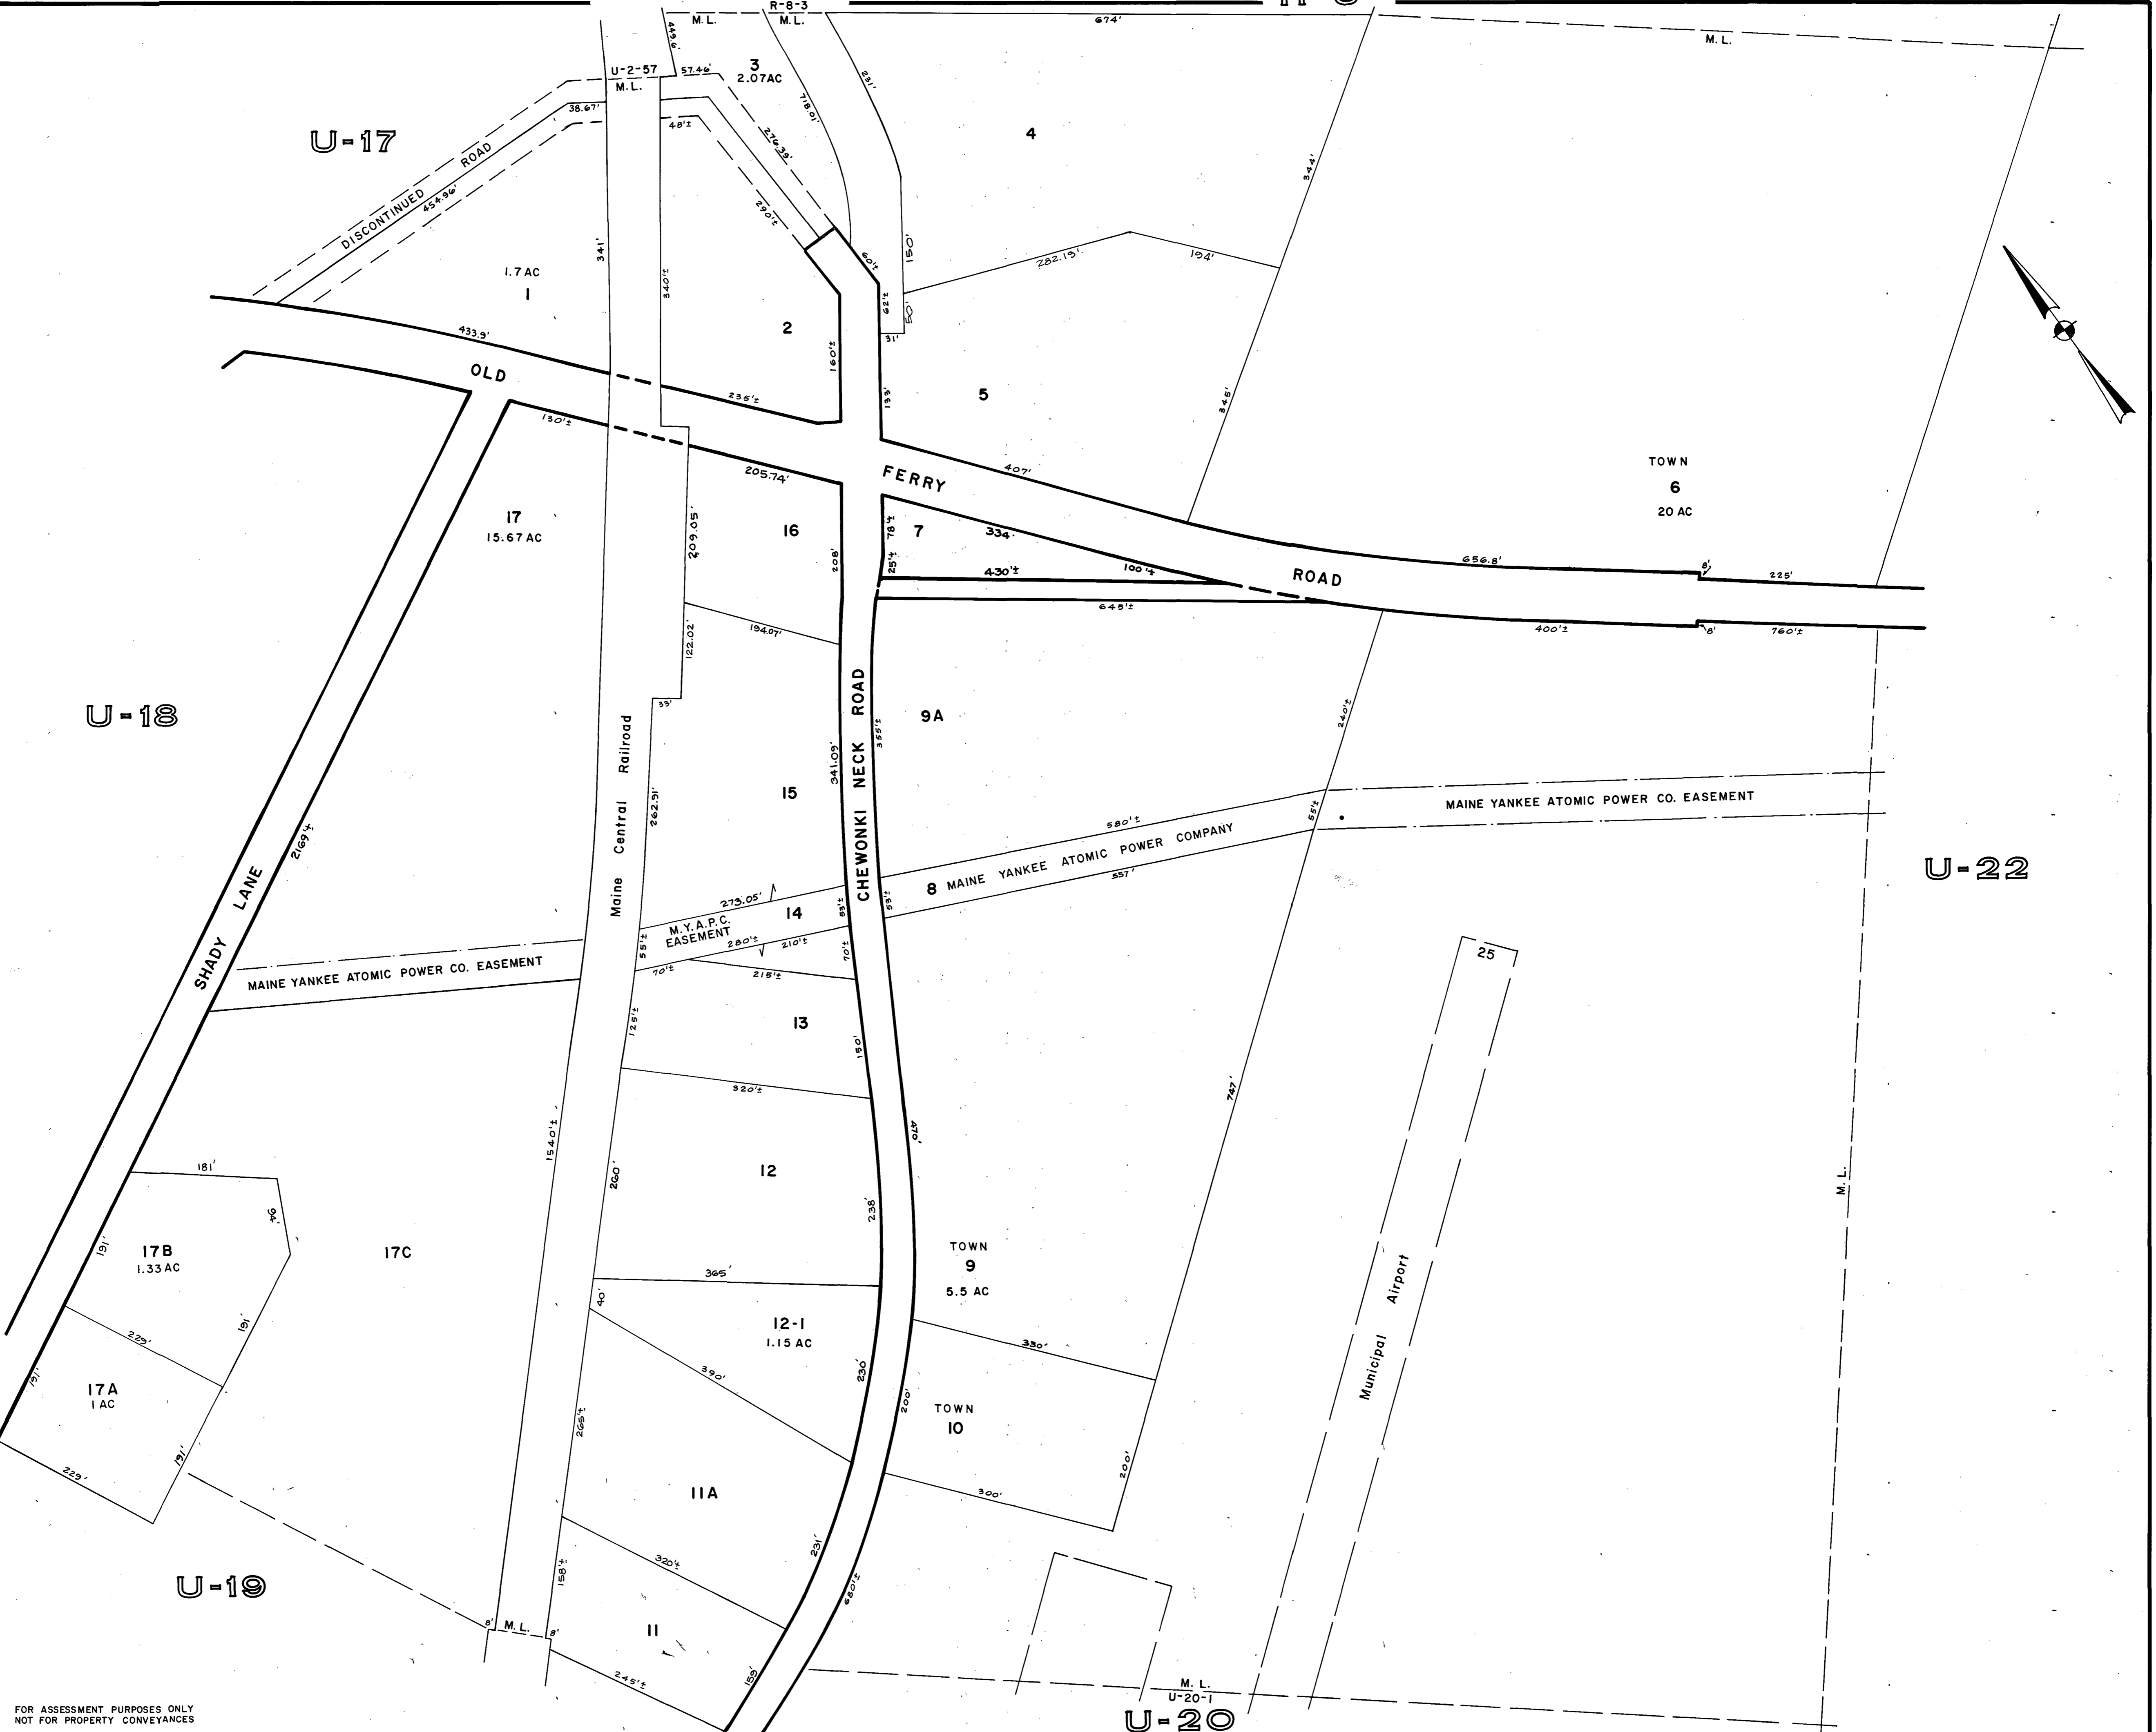 R-8-3
M.L.
M.L.
674'
M.L.
449.6'
U-2-57
M.L.
57.46'
3
2.07AC
231'
718.01'
4
38.67'
48'±
276.39'
U-17
DISCONTINUED ROAD
454.96'
290'±
344'
341'
340'±
1.7 AC
1
60'±
150'
282.19'
194'
62'±
50'
31'
2
433.9'
160'±
133'
5
345'
OLD
235'±
130'±
407'
205.74'
FERRY
TOWN
6
20 AC
17
15.67 AC
209.05'
16
208'
78'±
7
334'
25'±
430'±
100'±
ROAD
656.8'
8'
225'
645'±
400'±
8'
760'±
194.07'
122.02'
33'
U-18
Maine Central Railroad
CHEWONKI NECK ROAD
9A
355'±
240'±
341.09'
262.91'
15
2169'±
580'±
55'±
MAINE YANKEE ATOMIC POWER CO. EASEMENT
8 MAINE YANKEE ATOMIC POWER COMPANY
557'
53'±
U-22
SHADY LANE
273.05'
14
53'±
M.Y.A.P.C.
EASEMENT
55'±
280'±
210'±
70'±
70'±
215'±
MAINE YANKEE ATOMIC POWER CO. EASEMENT
25
125'±
13
150'
320'±
747'
470'
1540'±
260'
12
238'
M.L.
181'
94'
191'
17B
1.33 AC
17C
TOWN
9
5.5 AC
365'
40'
12-1
1.15 AC
191'
229'
330'
Municipal Airport
390'
230'
200'
17A
1 AC
191'
TOWN
10
265'±
191'
229'
200'
300'
11A
231'
320'±
158'±
680'±
U-19
8'
M.L.
8'
11
245'±
159'
M.L.
U-20-1
U-20
FOR ASSESSMENT PURPOSES ONLY
NOT FOR PROPERTY CONVEYANCES